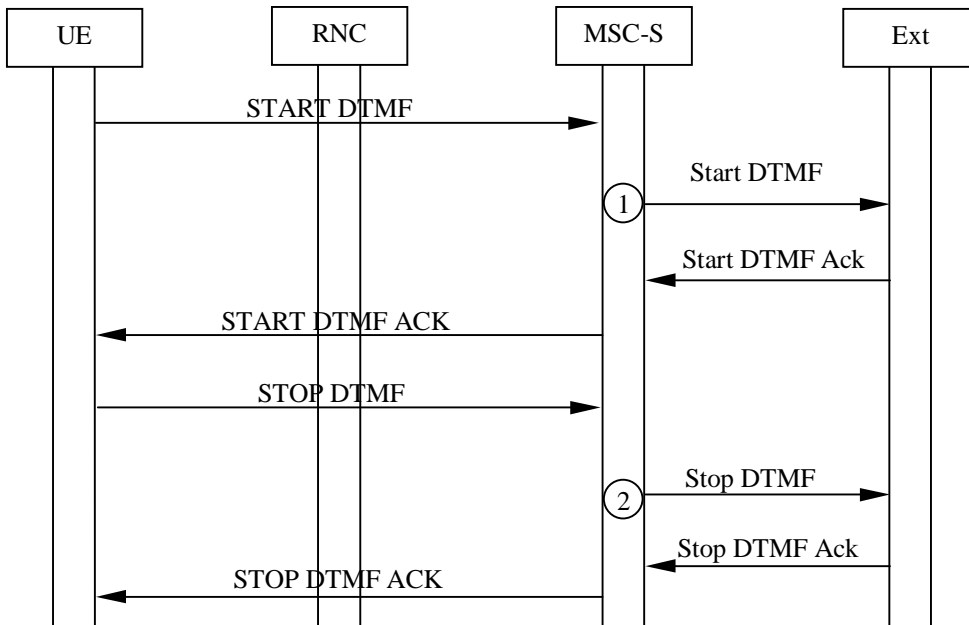 UE
RNC
MSC-S
Ext
START DTMF
Start DTMF
1
Start DTMF Ack
START DTMF ACK
STOP DTMF
Stop DTMF
2
Stop DTMF Ack
STOP DTMF ACK